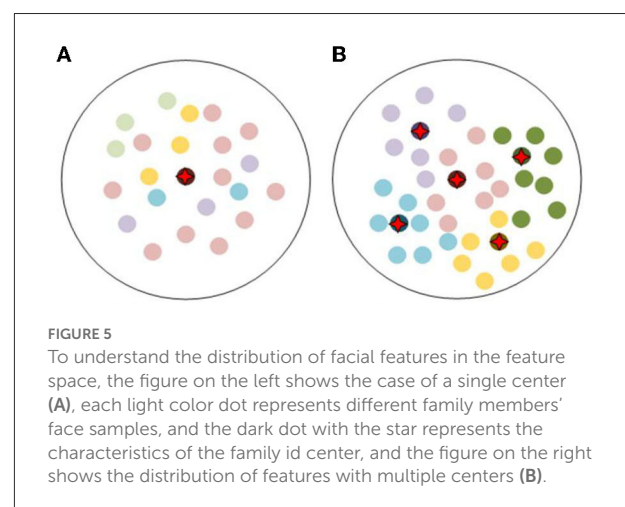 A B
FIGURE 5
To understand the distribution of facial features in the feature
space, the figure on the left shows the case of a single center
(A), each light color dot represents different family members’
face samples, and the dark dot with the star represents the
characteristics of the family id center, and the figure on the right
shows the distribution of features with multiple centers (B).